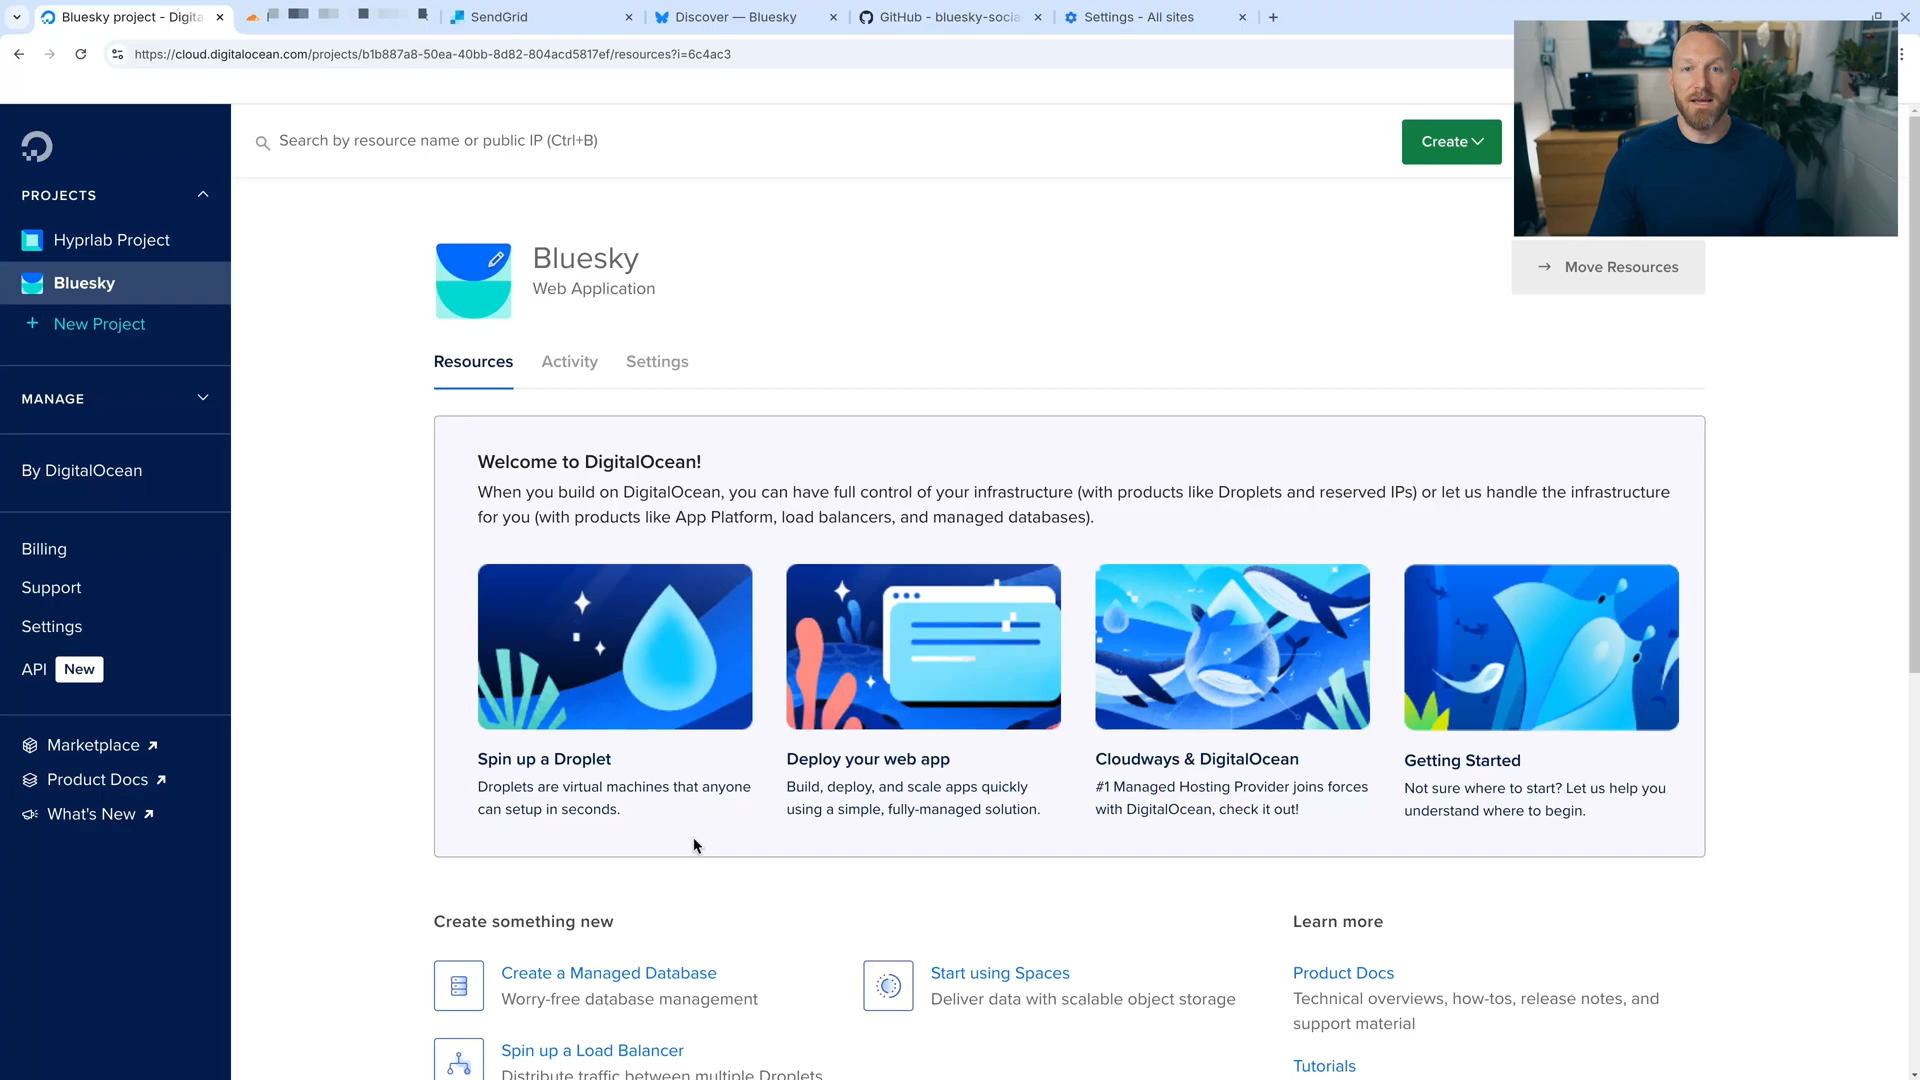 Bluesky project - Digita
SendGrid
Discover — Bluesky
GitHub - bluesky-socia
Settings - All sites
https://cloud.digitalocean.com/projects/b1b887a8-50ea-40bb-8d82-804acd5817ef/resources?i=6c4ac3
Search by resource name or public IP (Ctrl+B)
Create
PROJECTS
Hyprlab Project
Bluesky
New Project
MANAGE
By DigitalOcean
Billing
Support
Settings
API New
Marketplace
Product Docs
What's New
Bluesky
Web Application
Move Resources
Resources
Activity
Settings
Welcome to DigitalOcean!
When you build on DigitalOcean, you can have full control of your infrastructure (with products like Droplets and reserved IPs) or let us handle the infrastructure
for you (with products like App Platform, load balancers, and managed databases).
Spin up a Droplet
Droplets are virtual machines that anyone
can setup in seconds.
Deploy your web app
Build, deploy, and scale apps quickly
using a simple, fully-managed solution.
Cloudways & DigitalOcean
#1 Managed Hosting Provider joins forces
with DigitalOcean, check it out!
Getting Started
Not sure where to start? Let us help you
understand where to begin.
Create something new
Create a Managed Database
Worry-free database management
Start using Spaces
Deliver data with scalable object storage
Spin up a Load Balancer
Distribute traffic between multiple Droplets
Learn more
Product Docs
Technical overviews, how-tos, release notes, and
support material
Tutorials